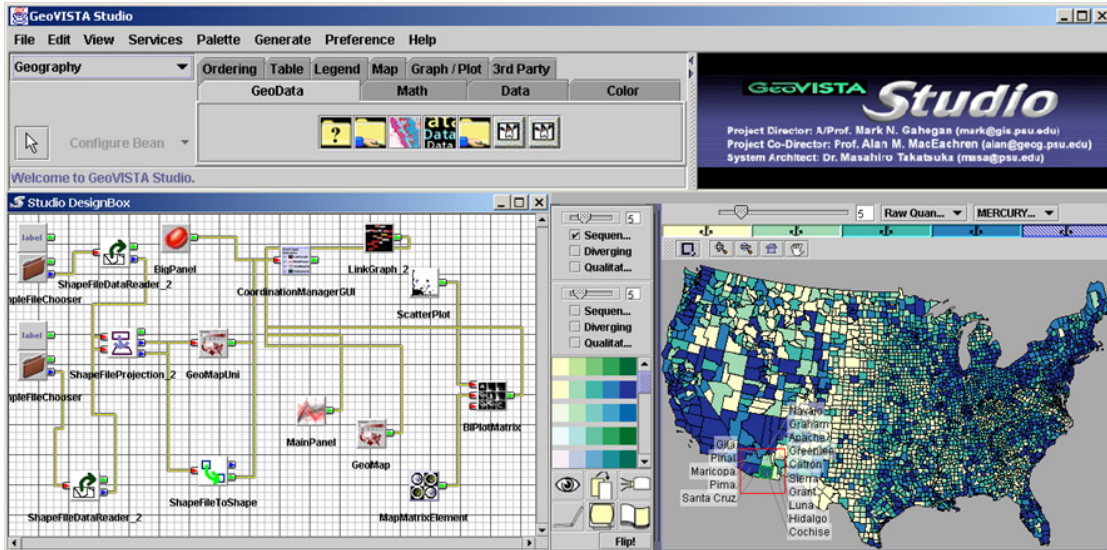 GeoVISTA Studio
File Edit View Services Palette Generate Preference Help
Geography
Ordering Table Legend Map Graph / Plot 3rd Party
GeoData Math Data Color
Configure Bean
Welcome to GeoVISTA Studio.
GeoVISTA Studio
Project Director: A/Prof. Mark N. Gahegan (mark@gis.psu.edu)
Project Co-Director: Prof. Alan M. MacEachren (alan@geog.psu.edu)
System Architect: Dr. Masahiro Takatsuka (masa@psu.edu)
Studio DesignBox
label
BigPanel
LinkGraph_2
ShapeFileDataReader_2
CoordinationManagerGUI
apeFileChooser
ScatterPlot
label
ShapeFileProjection_2
GeoMapUni
apeFileChooser
BiPlotMatrix
MainPanel
GeoMap
ShapeFileToShape
MapMatrixElement
ShapeFileDataReader_2
5
Sequen...
Diverging
Qualitat...
5
Sequen...
Diverging
Qualitat...
Flip!
5 Raw Quan... MERCURY...
Navarro
Graham
Apache
Greenlee
Catron
Sierra
Grant
Luna
Hidalgo
Cochise
Gila
Pinal
Maricopa
Pima
Santa Cruz